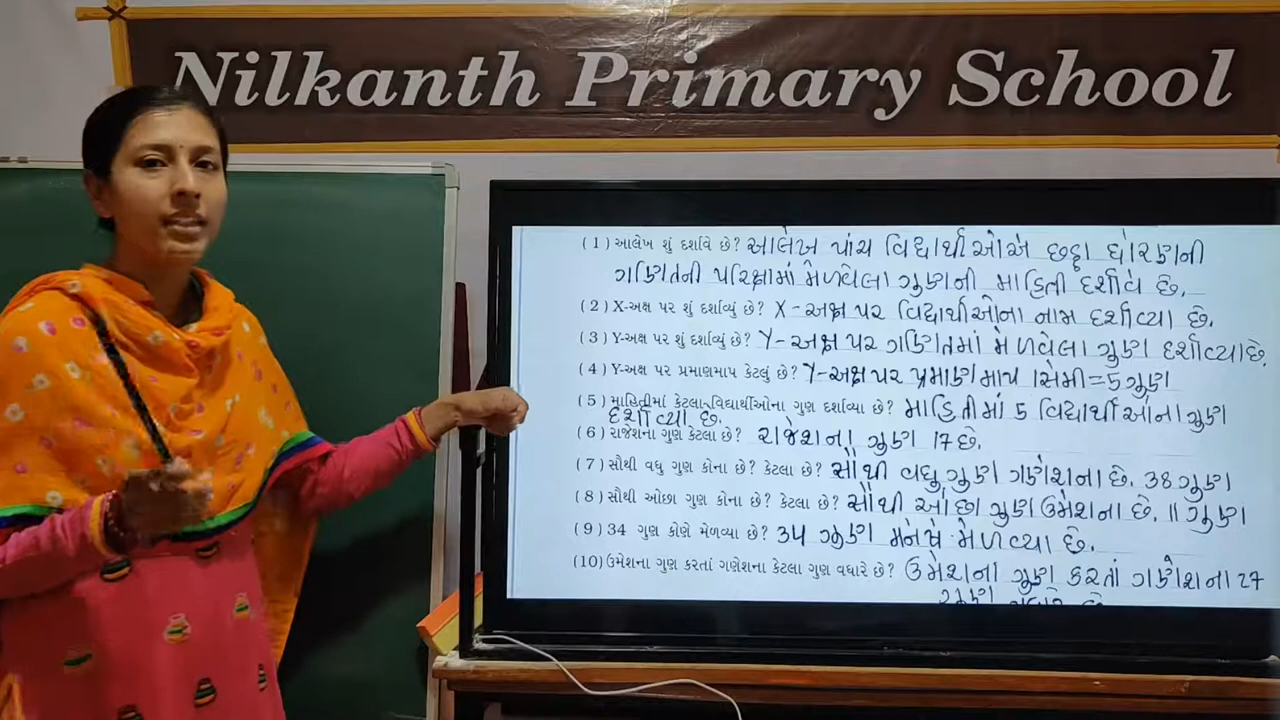 Nilkanth Primary School
(1) આલેખ શું દર્શાવે છે? આલેખ પાંચ વિદ્યાર્થીઓએ છઠ્ઠા ધોરણની
ગણિતની પરિક્ષામાં મેળવેલા ગુણની માહિતી દર્શાવે છે.
(2) X-અક્ષ પર શું દર્શાવ્યું છે? X-અક્ષ પર વિદ્યાર્થીઓના નામ દર્શાવ્યા છે.
(3) Y-અક્ષ પર શું દર્શાવ્યું છે? Y-અક્ષ પર ગણિતમાં મેળવેલા ગુણ દર્શાવ્યા છે.
(4) Y-અક્ષ પર પ્રમાણમાપ કેટલું છે? Y-અક્ષ પર પ્રમાણમાપ 1સેમી=5ગુણ
(5) માહિતીમાં કેટલા વિદ્યાર્થીઓના ગુણ દર્શાવ્યા છે? માહિતીમાં 5 વિદ્યાર્થીઓના ગુણ
દર્શાવ્યા છે.
(6) રાજેશના ગુણ કેટલા છે? રાજેશના ગુણ 17 છે.
(7) સૌથી વધુ ગુણ કોના છે? કેટલા છે? સૌથી વધુ ગુણ ગણેશના છે. 38 ગુણ
(8) સૌથી ઓછા ગુણ કોના છે? કેટલા છે? સૌથી ઓછા ગુણ ઉમેશના છે. 11 ગુણ
(9) 34 ગુણ કોણે મેળવ્યા છે? 34 ગુણ મનેષે મેળવ્યા છે.
(10) ઉમેશના ગુણ કરતાં ગણેશના કેટલા ગુણ વધારે છે? ઉમેશના ગુણ કરતાં ગણેશના 27
ગુણ વધારે છે